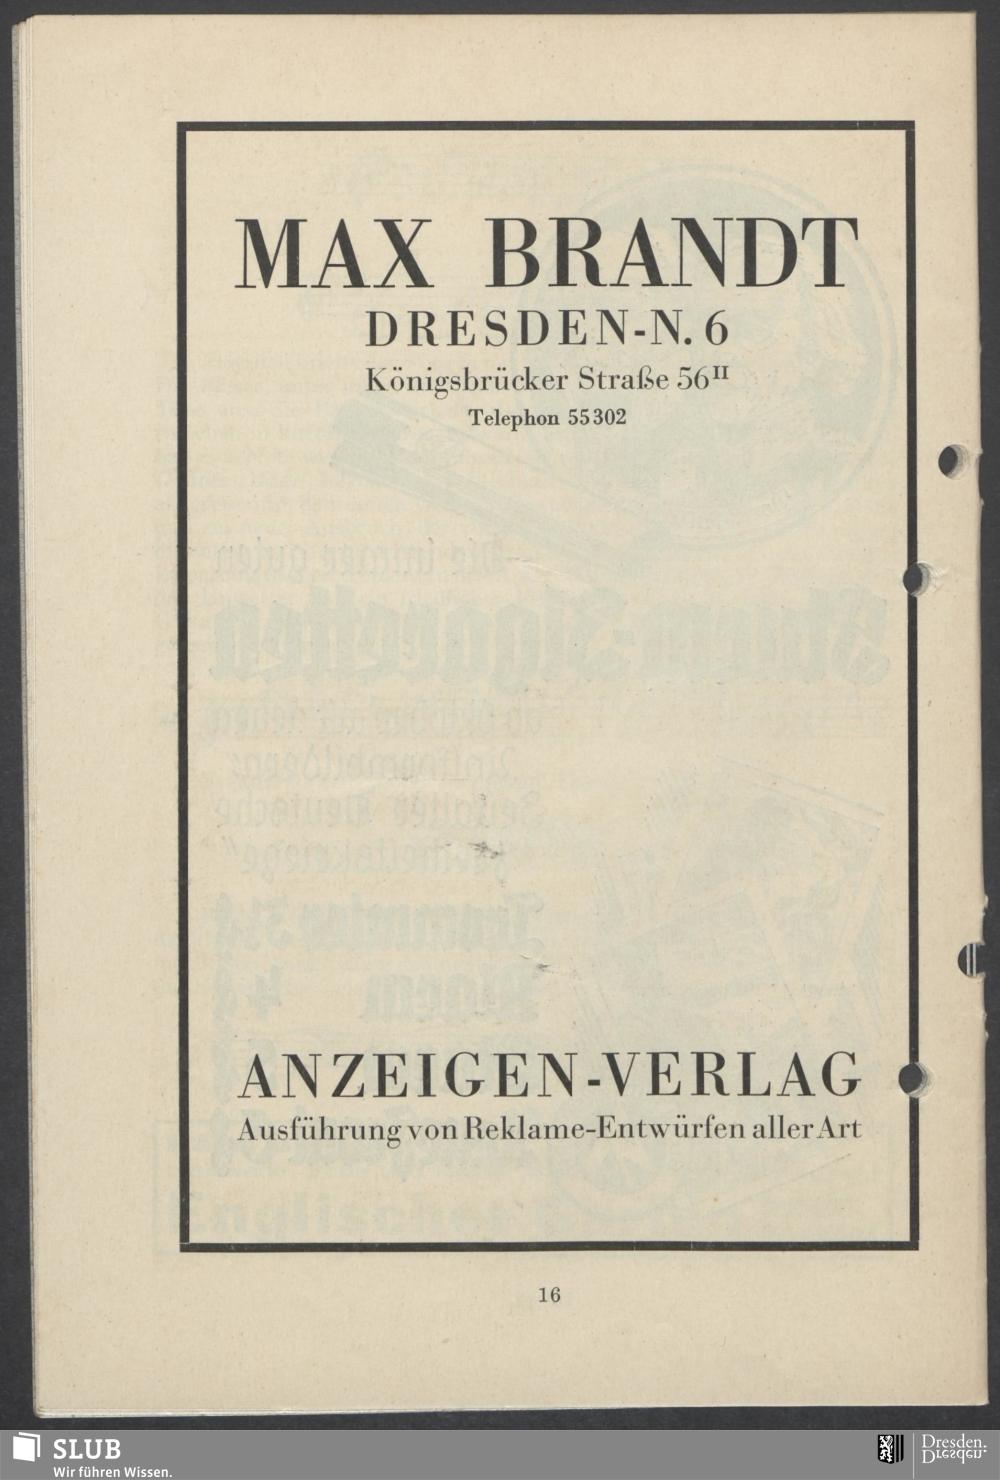 MAX BRANDT
DRESDEN-N. 6
Königsbrücker Straße 56II
Telephon 55302
ANZEIGEN-VERLAG
Ausführung von Reklame-Entwürfen aller Art
16
SLUB
Wir führen Wissen.
Dresden.
Dresden.